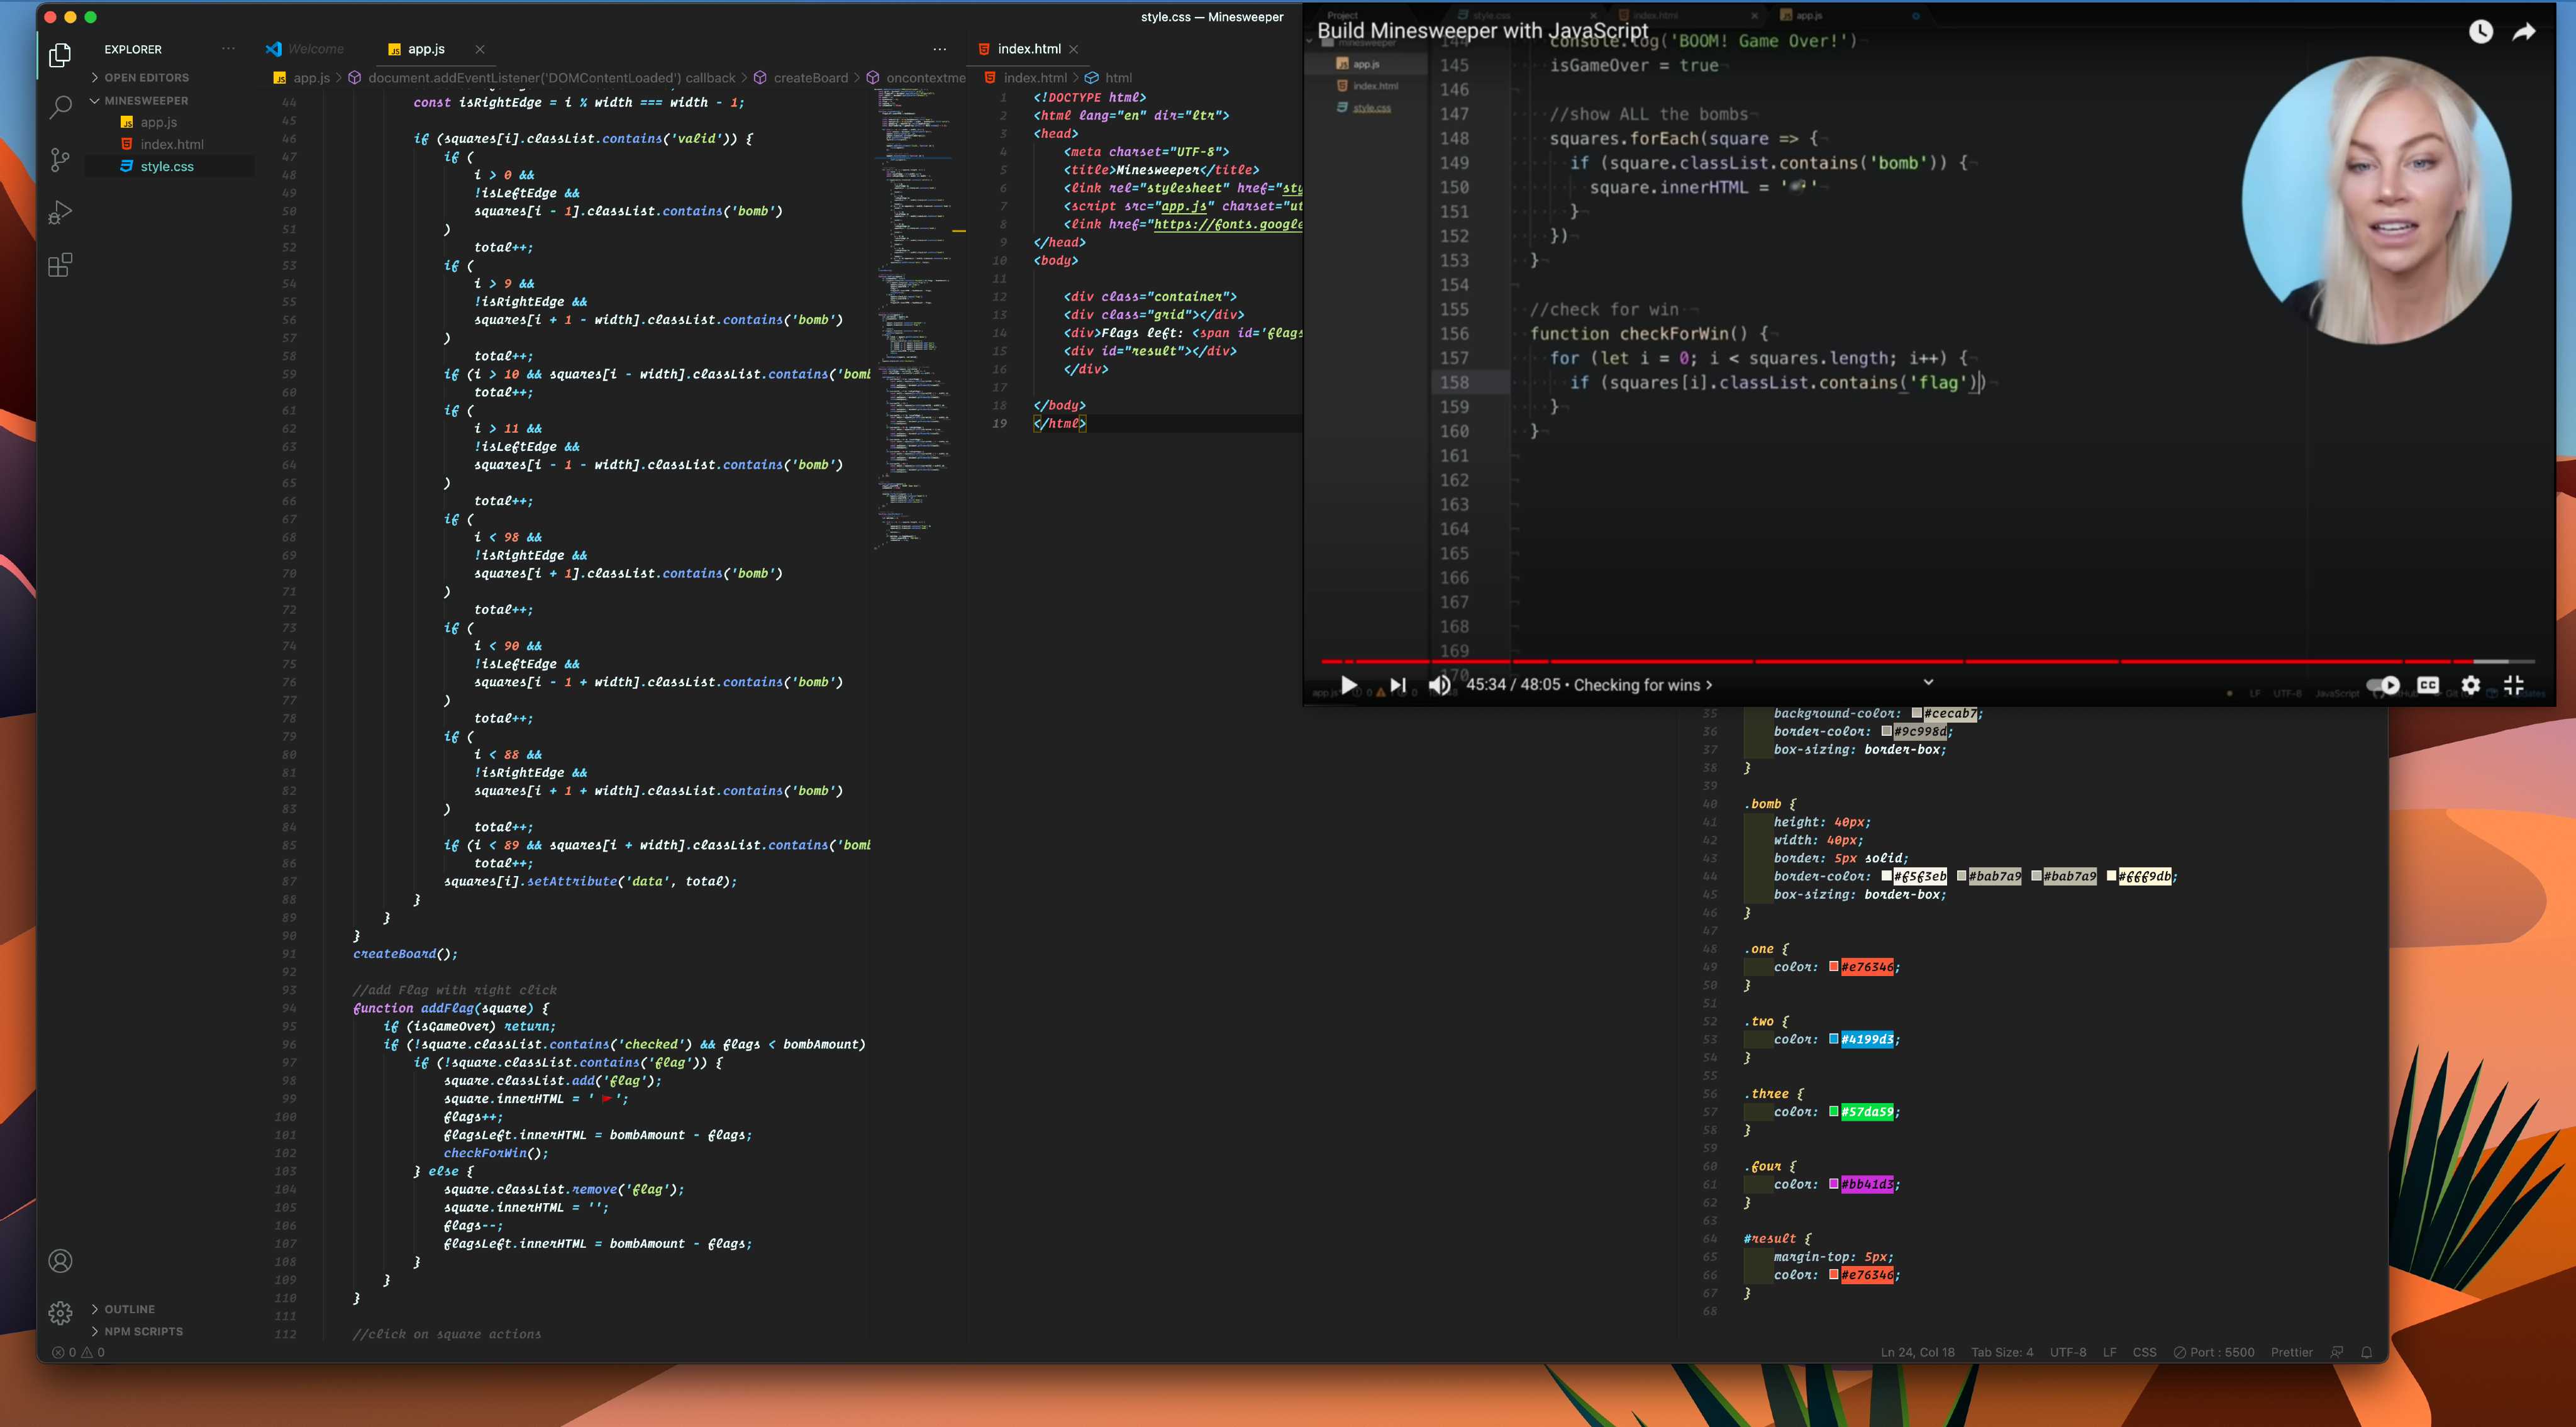 style.css — Minesweeper
EXPLORER
OPEN EDITORS
MINESWEEPER
app.js
index.html
style.css
OUTLINE
NPM SCRIPTS
Welcome
app.js
app.js > document.addEventListener('DOMContentLoaded') callback > createBoard > oncontextme
44 const isRightEdge = i % width === width - 1;
45
46 if (squares[i].classList.contains('valid')) {
47 if (
48 i > 0 &&
49 !isLeftEdge &&
50 squares[i - 1].classList.contains('bomb')
51 )
52 total++;
53 if (
54 i > 9 &&
55 !isRightEdge &&
56 squares[i + 1 - width].classList.contains('bomb')
57 )
58 total++;
59 if (i > 10 && squares[i - width].classList.contains('bomb
60 total++;
61 if (
62 i > 11 &&
63 !isLeftEdge &&
64 squares[i - 1 - width].classList.contains('bomb')
65 )
66 total++;
67 if (
68 i < 98 &&
69 !isRightEdge &&
70 squares[i + 1].classList.contains('bomb')
71 )
72 total++;
73 if (
74 i < 90 &&
75 !isLeftEdge &&
76 squares[i - 1 + width].classList.contains('bomb')
77 )
78 total++;
79 if (
80 i < 88 &&
81 !isRightEdge &&
82 squares[i + 1 + width].classList.contains('bomb')
83 )
84 total++;
85 if (i < 89 && squares[i + width].classList.contains('bomb
86 total++;
87 squares[i].setAttribute('data', total);
88 }
89 }
90 }
91 createBoard();
92
93 //add Flag with right click
94 function addFlag(square) {
95 if (isGameOver) return;
96 if (!square.classList.contains('checked') && flags < bombAmount)
97 if (!square.classList.contains('flag')) {
98 square.classList.add('flag');
99 square.innerHTML = ' 🚩';
100 flags++;
101 flagsLeft.innerHTML = bombAmount - flags;
102 checkForWin();
103 } else {
104 square.classList.remove('flag');
105 square.innerHTML = '';
106 flags--;
107 flagsLeft.innerHTML = bombAmount - flags;
108 }
109 }
110 }
111
112 //click on square actions
index.html
index.html > html
1 <!DOCTYPE html>
2 <html lang="en" dir="ltr">
3 <head>
4 <meta charset="UTF-8">
5 <title>Minesweeper</title>
6 <link rel="stylesheet" href="sty
7 <script src="app.js" charset="ut
8 <link href="https://fonts.google
9 </head>
10 <body>
11
12 <div class="container">
13 <div class="grid"></div>
14 <div>Flags left: <span id='flags
15 <div id="result"></div>
16 </div>
17
18 </body>
19 </html>
Project
style.css
index.html
app.js
Build Minesweeper with JavaScript
minesweeper
app.js
index.html
style.css
144 console.log('BOOM! Game Over!')
145 isGameOver = true
146
147 //show ALL the bombs
148 squares.forEach(square => {
149 if (square.classList.contains('bomb')) {
150 square.innerHTML = '💣'
151 }
152 })
153 }
154
155 //check for win
156 function checkForWin() {
157 for (let i = 0; i < squares.length; i++) {
158 if (squares[i].classList.contains('flag'))
159 }
160 }
161
162
163
164
165
166
167
168
169
170
45:34 / 48:05 • Checking for wins >
CC
app.js
LF UTF-8 JavaScript
35 background-color: #cecab7;
36 border-color: #9c998d;
37 box-sizing: border-box;
38 }
39
40 .bomb {
41 height: 40px;
42 width: 40px;
43 border: 5px solid;
44 border-color: #f5f3eb #bab7a9 #bab7a9 #fff9db;
45 box-sizing: border-box;
46 }
47
48 .one {
49 color: #e76346;
50 }
51
52 .two {
53 color: #4199d3;
54 }
55
56 .three {
57 color: #57da59;
58 }
59
60 .four {
61 color: #bb41d3;
62 }
63
64 #result {
65 margin-top: 5px;
66 color: #e76346;
67 }
68
0 0
Ln 24, Col 18 Tab Size: 4 UTF-8 LF CSS Port : 5500 Prettier